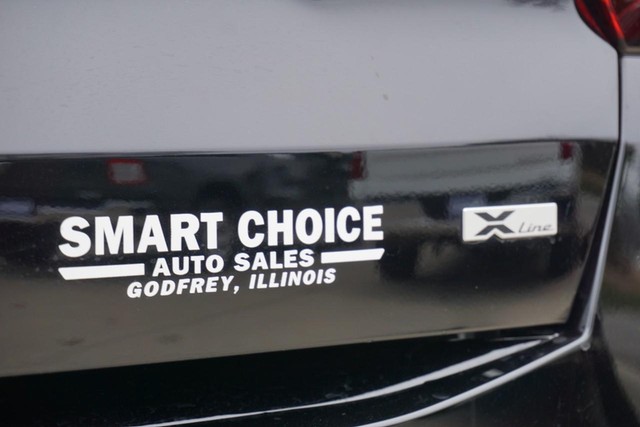 SMART CHOICE
AUTO SALES
GODFREY, ILLINOIS
X Line